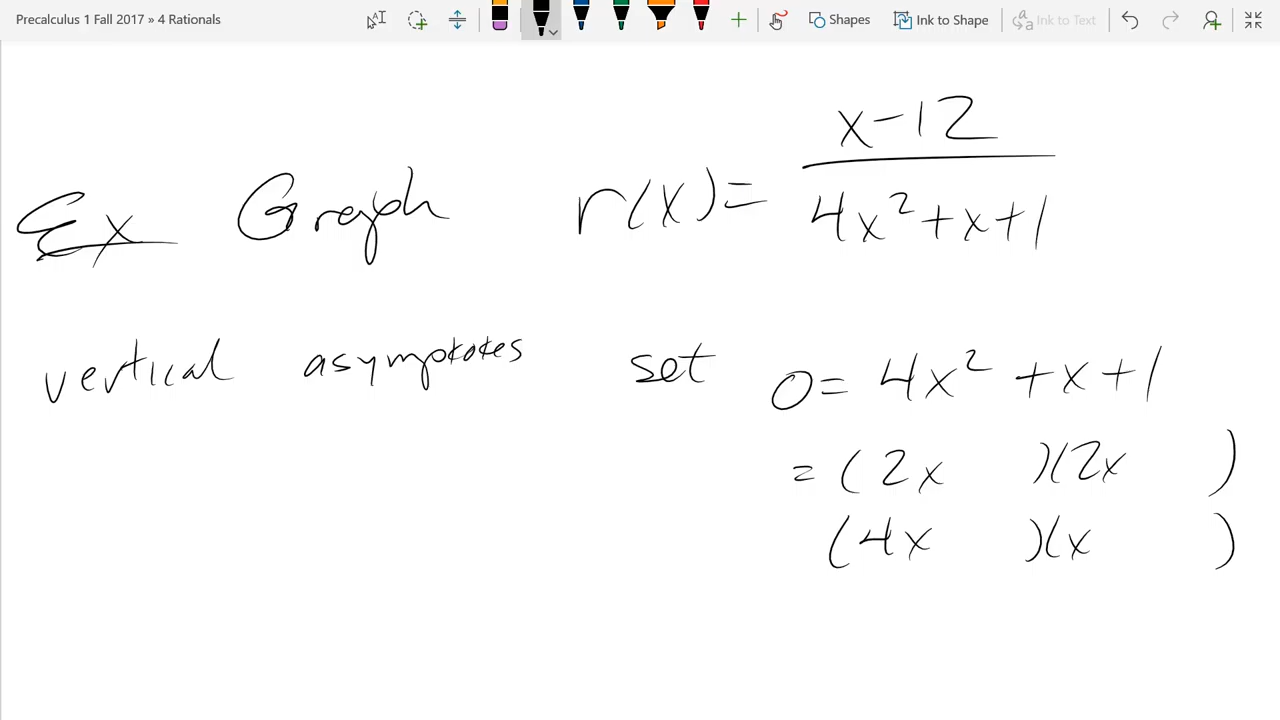 Precalculus 1 Fall 2017 » 4 Rationals Shapes Ink to Shape Ink to Text
Ex Graph r(x) = (x-12)/(4x²+x+1)
vertical asymptotes set 0 = 4x² + x + 1
= (2x )(2x )
(4x )(x )